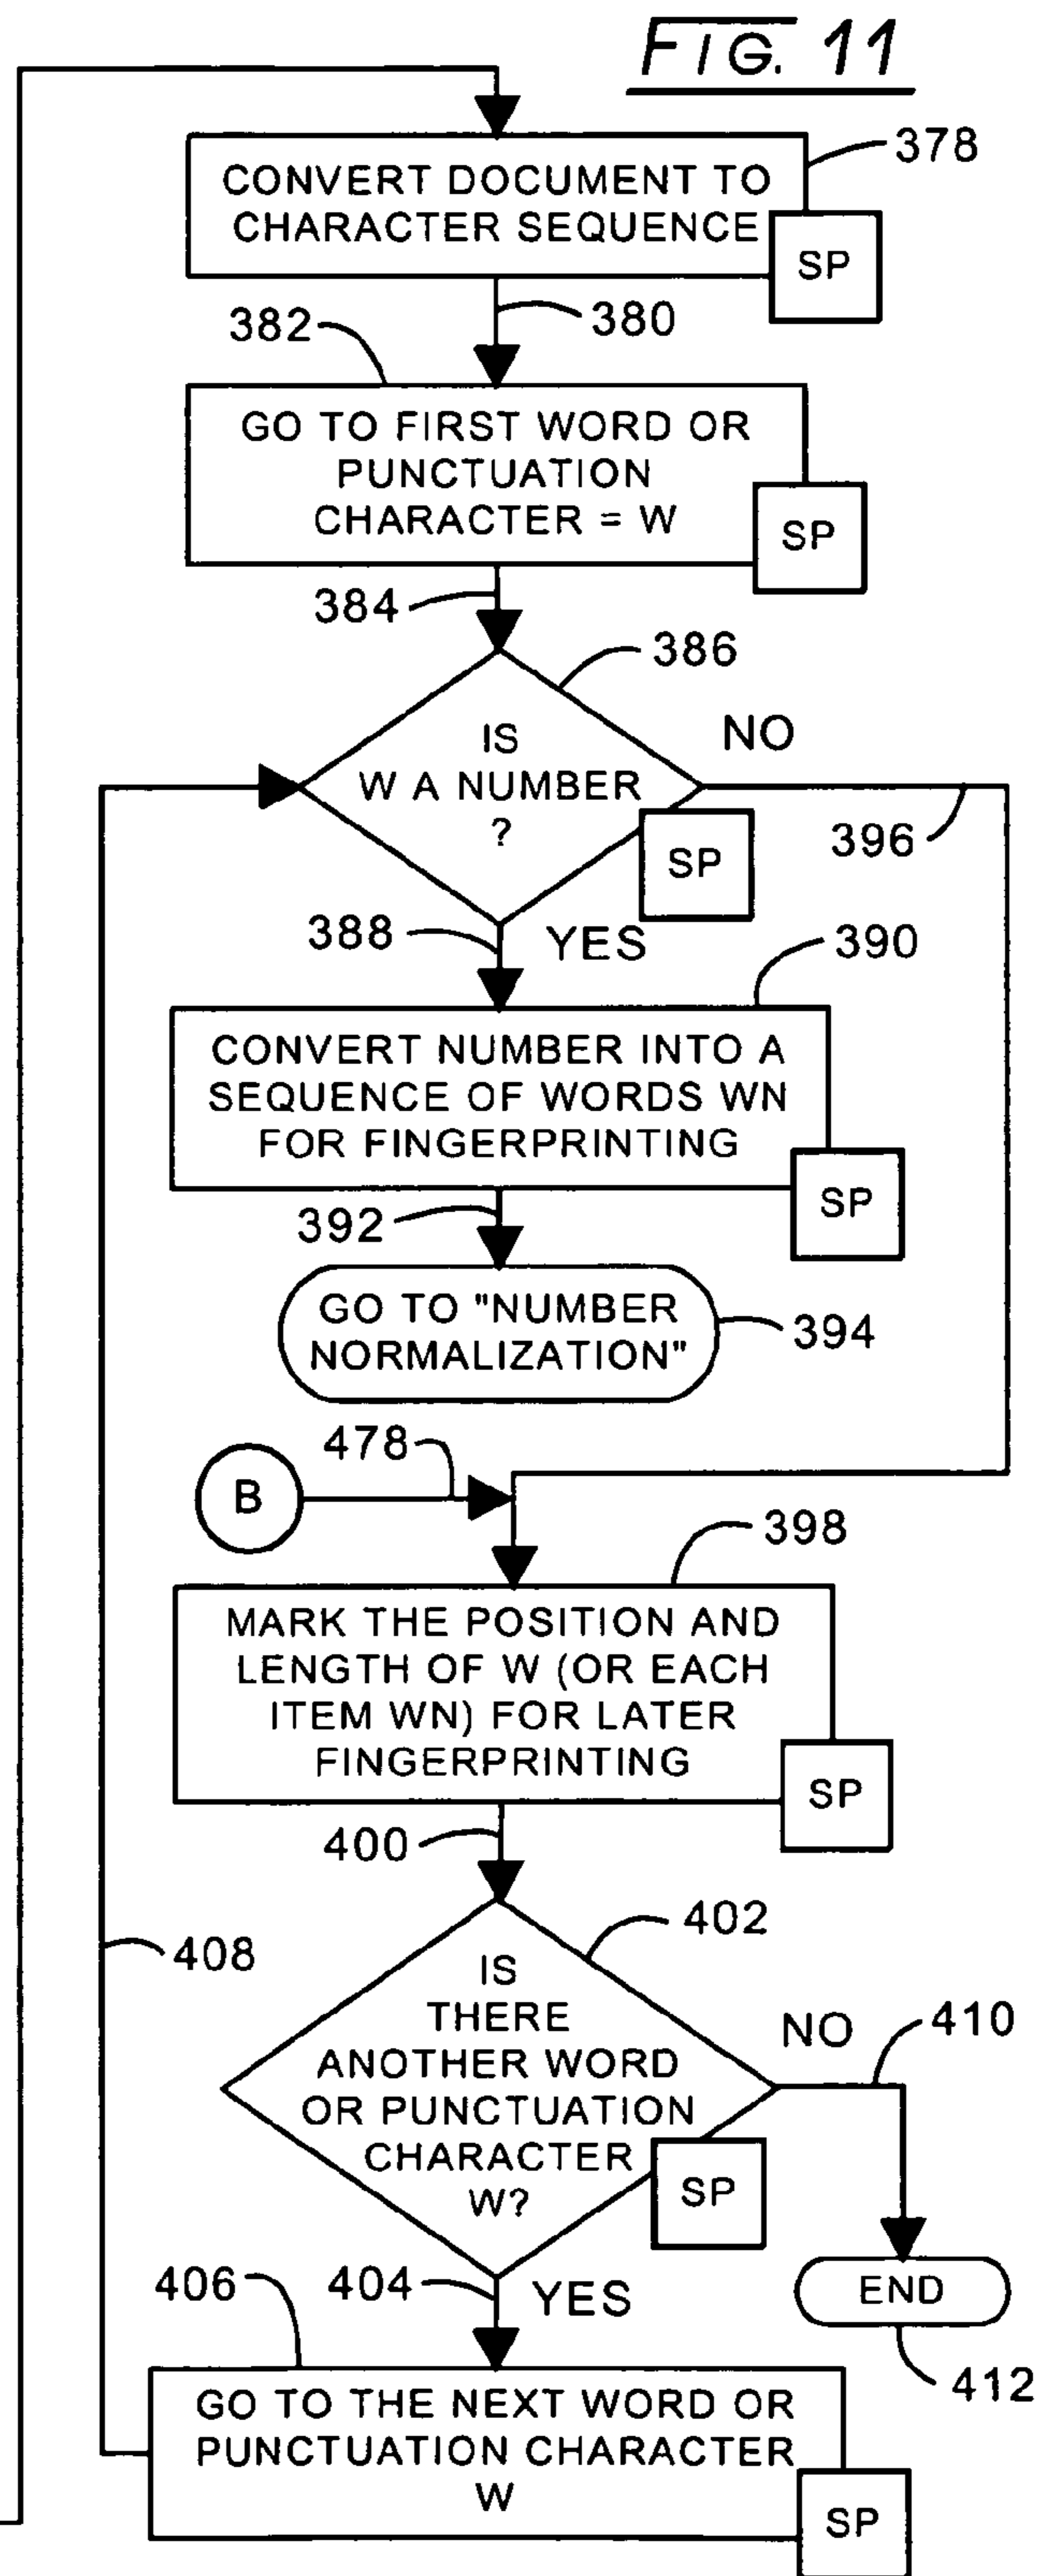 FIG. 11
378
CONVERT DOCUMENT TO
CHARACTER SEQUENCE
SP
380
382
GO TO FIRST WORD OR
PUNCTUATION
CHARACTER = W
SP
384
386
IS
W A NUMBER
?
NO
SP
396
388
YES
390
CONVERT NUMBER INTO A
SEQUENCE OF WORDS WN
FOR FINGERPRINTING
SP
392
GO TO "NUMBER
NORMALIZATION"
394
478
B
398
MARK THE POSITION AND
LENGTH OF W (OR EACH
ITEM WN) FOR LATER
FINGERPRINTING
SP
400
402
408
IS
THERE
ANOTHER WORD
OR PUNCTUATION
CHARACTER
W?
NO
410
SP
406
404
YES
END
412
GO TO THE NEXT WORD OR
PUNCTUATION CHARACTER
W
SP